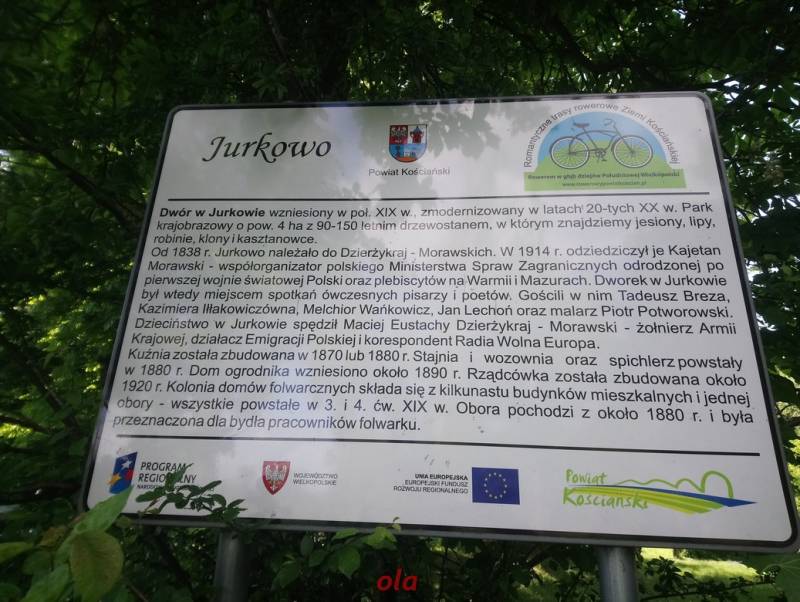 Jurkowo
Powiat Kościański
Romantyczne trasy rowerowe Ziemi Kościańskiej
Rowerem w głąb dziejów Południowej Wielkopolski
www.rowerowypowiatkoscian.pl
Dwór w Jurkowie wzniesiony w poł. XIX w., zmodernizowany w latach 20-tych XX w. Park
krajobrazowy o pow. 4 ha z 90-150 letnim drzewostanem, w którym znajdziemy jesiony, lipy,
robinie, klony i kasztanowce.
Od 1838 r. Jurkowo należało do Dzierżykraj - Morawskich. W 1914 r. odziedziczył je Kajetan
Morawski - współorganizator polskiego Ministerstwa Spraw Zagranicznych odrodzonej po
pierwszej wojnie światowej Polski oraz plebiscytów na Warmii i Mazurach. Dworek w Jurkowie
był wtedy miejscem spotkań ówczesnych pisarzy i poetów. Gościli w nim Tadeusz Breza,
Kazimiera Iłłakowiczówna, Melchior Wańkowicz, Jan Lechoń oraz malarz Piotr Potworowski.
Dzieciństwo w Jurkowie spędził Maciej Eustachy Dzierżykraj - Morawski - żołnierz Armii
Krajowej, działacz Emigracji Polskiej i korespondent Radia Wolna Europa.
Kuźnia została zbudowana w 1870 lub 1880 r. Stajnia i wozownia oraz spichlerz powstały
w 1880 r. Dom ogrodnika wzniesiono około 1890 r. Rządcówka została zbudowana około
1920 r. Kolonia domów folwarcznych składa się z kilkunastu budynków mieszkalnych i jednej
obory - wszystkie powstałe w 3. i 4. ćw. XIX w. Obora pochodzi z około 1880 r. i była
przeznaczona dla bydła pracowników folwarku.
PROGRAM
REGIONALNY
WOJEWÓDZTWO
WIELKOPOLSKIE
UNIA EUROPEJSKA
EUROPEJSKI FUNDUSZ
ROZWOJU REGIONALNEGO
Powiat
Kościański
ola